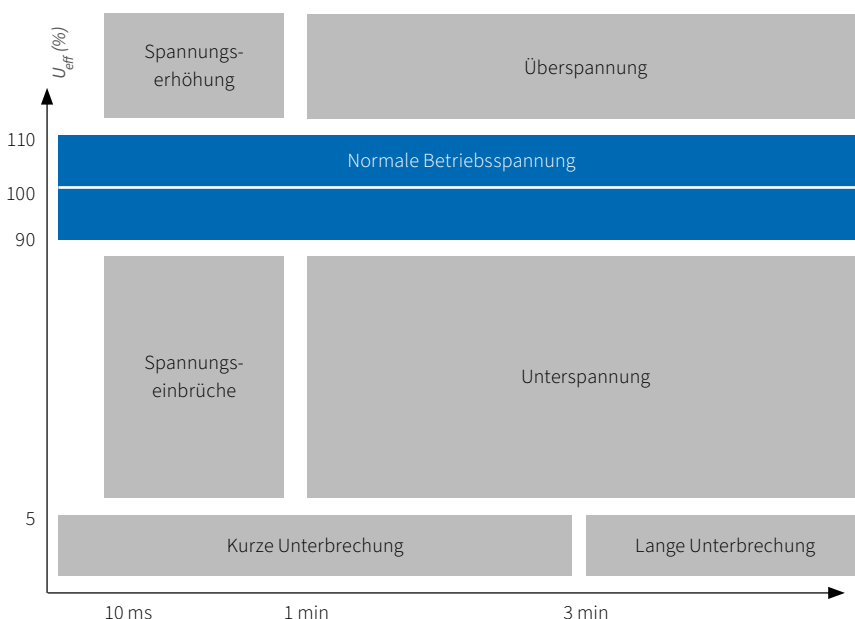 U_eff (%)
Spannungs-
erhöhung
Überspannung
110
Normale Betriebsspannung
100
90
Spannungs-
einbrüche
Unterspannung
5
Kurze Unterbrechung
Lange Unterbrechung
10 ms
1 min
3 min